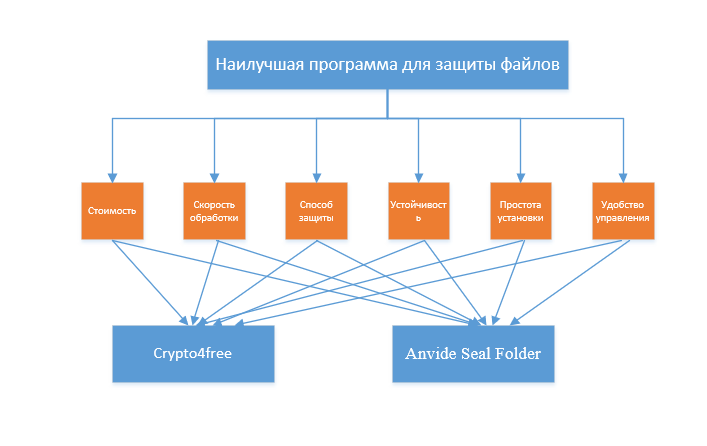 Наилучшая программа для защиты файлов
Стоимость
Скорость
обработки
Способ
защиты
Устойчивост
ь
Простота
установки
Удобство
управления
Crypto4free
Anvide Seal Folder